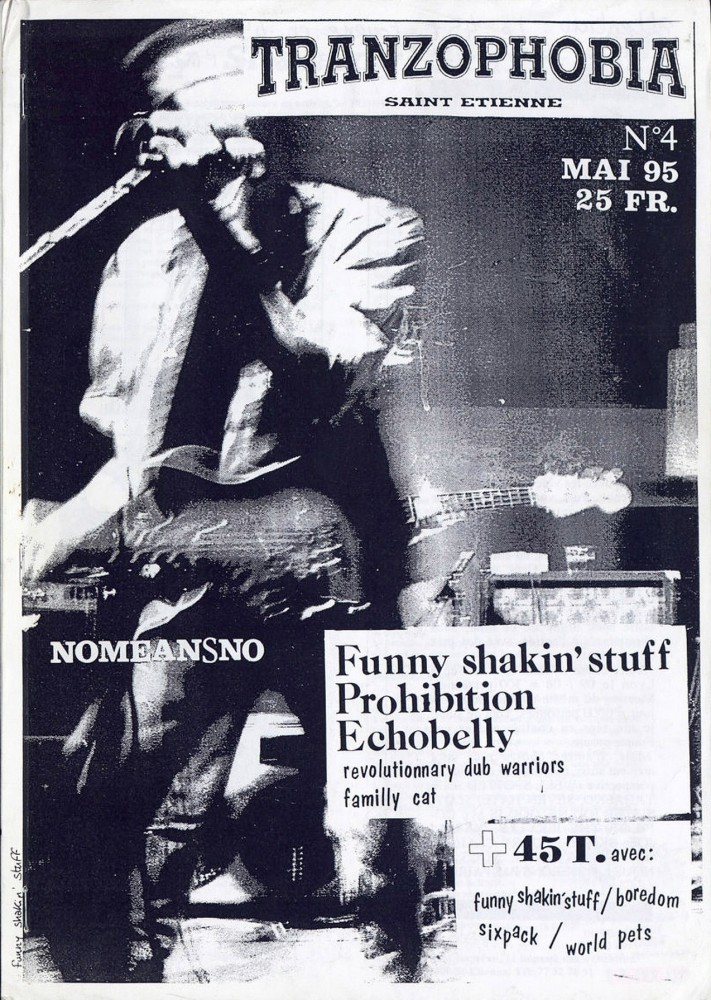 TRANZOPHOBIA
SAINT ETIENNE
N°4
MAI 95
25 FR.
NOMEANSNO
Funny shakin' stuff
Prohibition
Echobelly
revolutionnary dub warriors
familly cat
+ 45T. avec:
funny shakin'stuff / boredom
sixpack / world pets
funny shakin' stuff